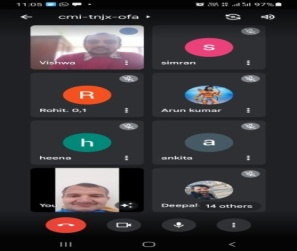 11:05 97%
cmi-tnjx-ofa
Vishwa simran
S
R
Rohit. 0,1 Arun kumar
h a
heena ankita
You Deepal 14 others